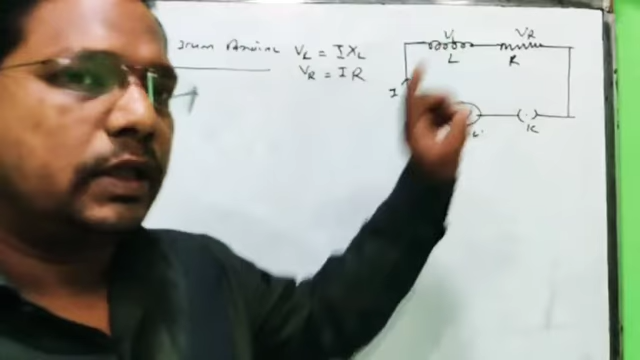 V_L = I X_L
V_R = I R
V_L
V_R
L
R
I
K